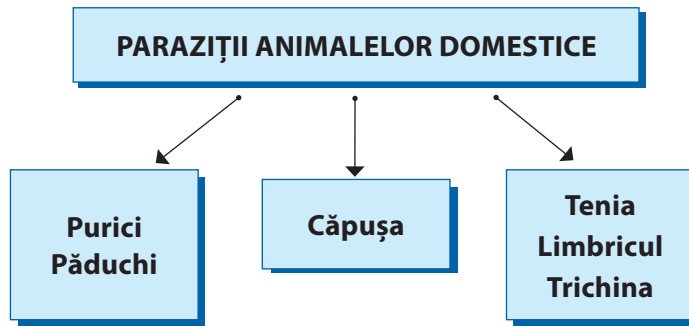 PARAZIȚII ANIMALELOR DOMESTICE
Purici
Păduchi
Căpușa
Tenia
Limbricul
Trichina